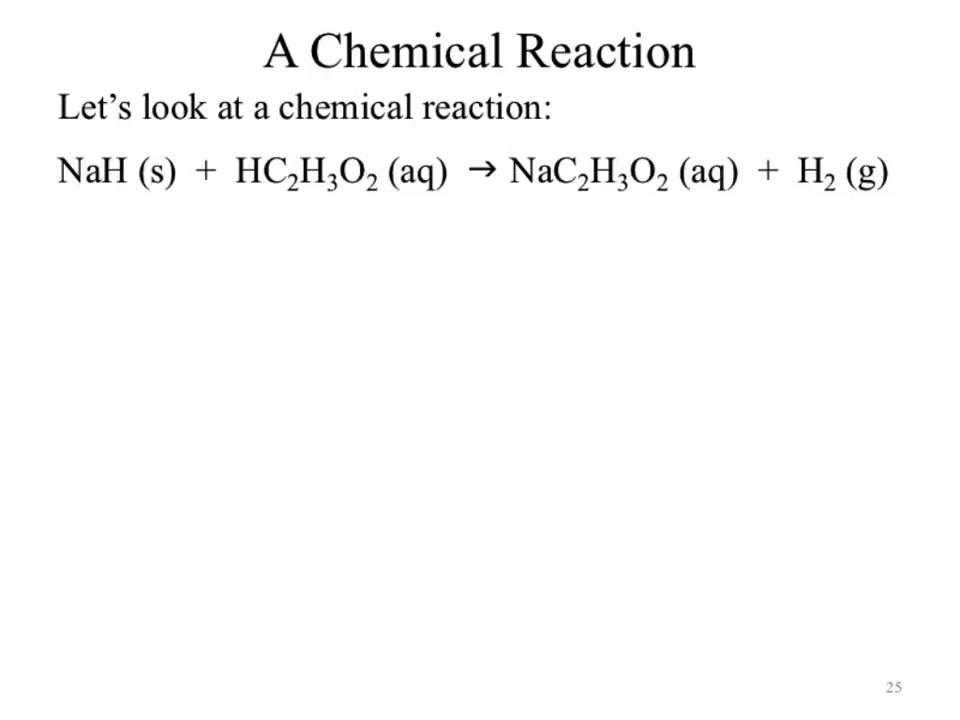 A Chemical Reaction
Let’s look at a chemical reaction:
NaH (s) + HC₂H₃O₂ (aq) → NaC₂H₃O₂ (aq) + H₂ (g)
25